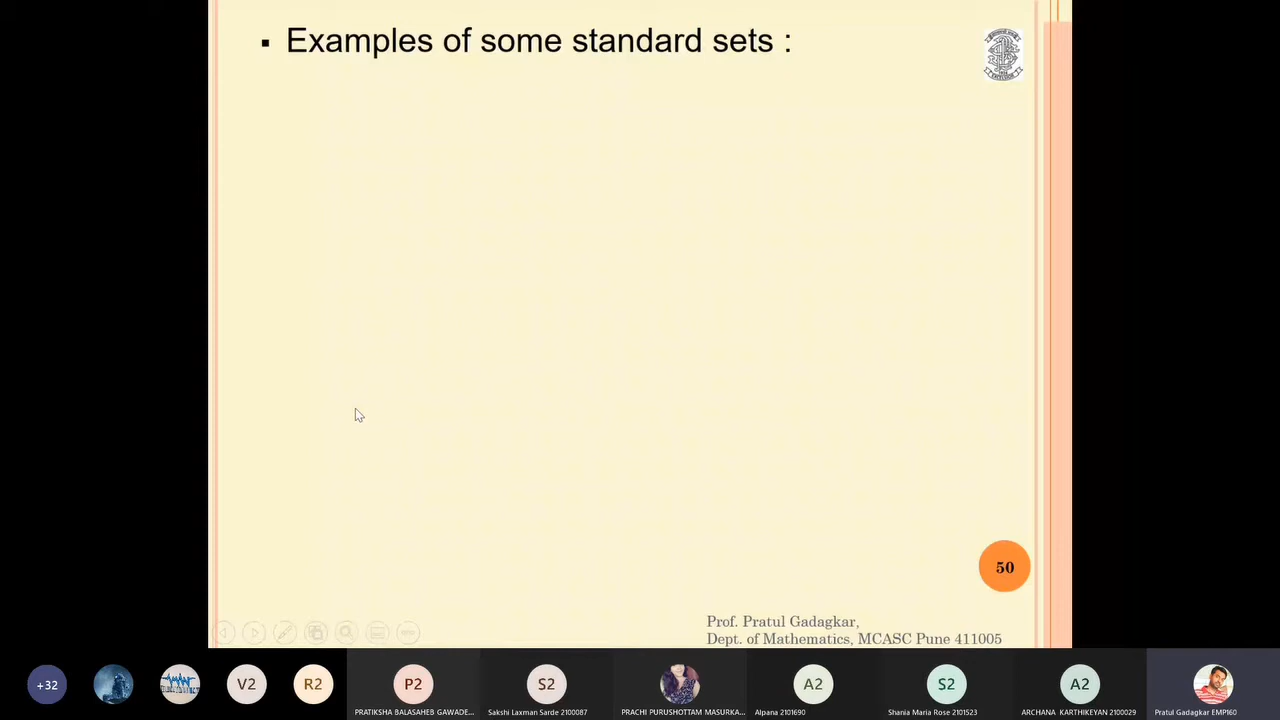 ▪ Examples of some standard sets :
50
Prof. Pratul Gadagkar,
Dept. of Mathematics, MCASC Pune 411005
+32
V2
R2
P2
S2
A2
S2
A2
PRATIKSHA BALASAHEB GAWADE...
Sakshi Laxman Sarde 2100087
PRACHI PURUSHOTTAM MASURKA...
Alpana 2101690
Shania Maria Rose 2101523
ARCHANA KARTHIKEYAN 2100029
Pratul Gadagkar EMP160